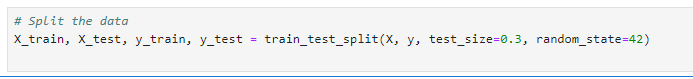 # Split the data
X_train, X_test, y_train, y_test = train_test_split(X, y, test_size=0.3, random_state=42)